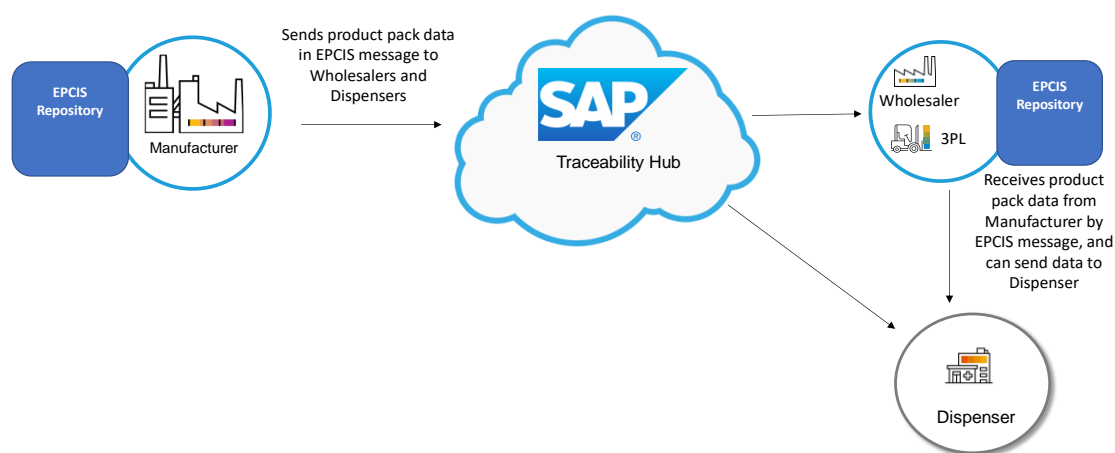 EPCIS
Repository
Manufacturer
Sends product pack data
in EPCIS message to
Wholesalers and
Dispensers
SAP
®
Traceability Hub
Wholesaler
3PL
EPCIS
Repository
Receives product
pack data from
Manufacturer by
EPCIS message, and
can send data to
Dispenser
Dispenser